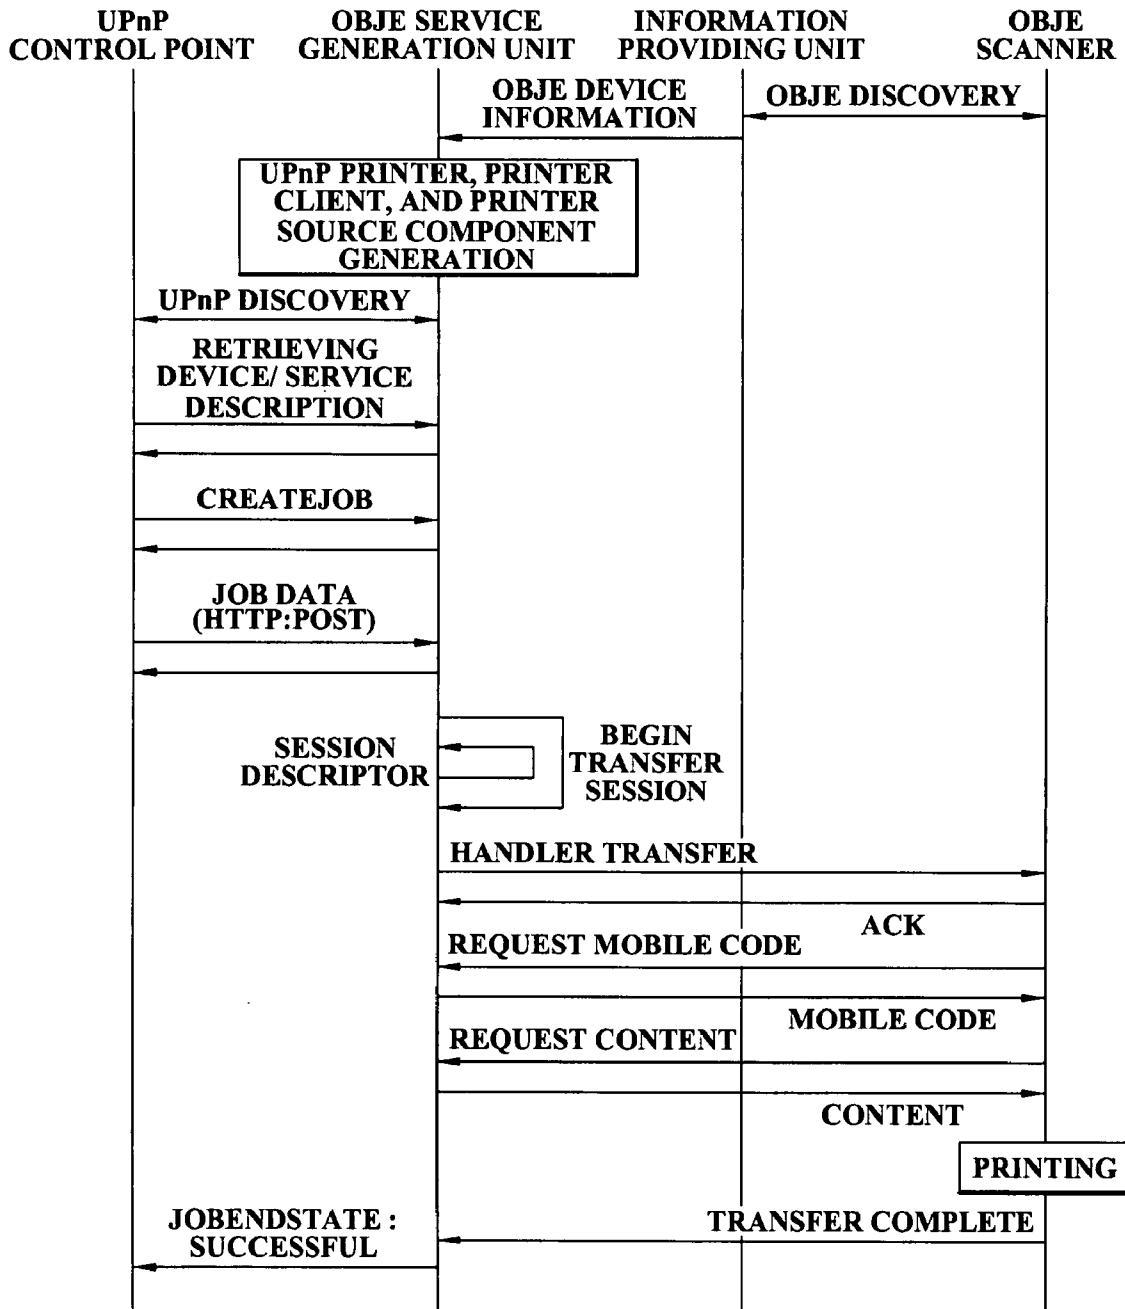 UPnP
CONTROL POINT
OBJE SERVICE
GENERATION UNIT
INFORMATION
PROVIDING UNIT
OBJE
SCANNER
OBJE DISCOVERY
OBJE DEVICE
INFORMATION
UPnP PRINTER, PRINTER
CLIENT, AND PRINTER
SOURCE COMPONENT
GENERATION
UPnP DISCOVERY
RETRIEVING
DEVICE/ SERVICE
DESCRIPTION
CREATEJOB
JOB DATA
(HTTP:POST)
SESSION
DESCRIPTOR
BEGIN
TRANSFER
SESSION
HANDLER TRANSFER
ACK
REQUEST MOBILE CODE
MOBILE CODE
REQUEST CONTENT
CONTENT
PRINTING
TRANSFER COMPLETE
JOBENDSTATE :
SUCCESSFUL